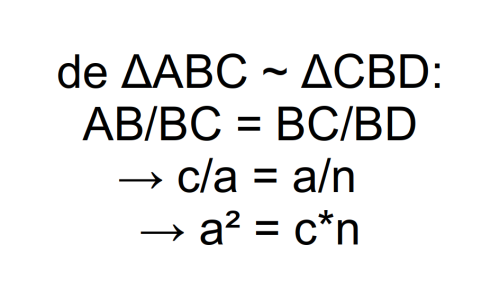 de ΔABC ~ ΔCBD:
AB/BC = BC/BD
→ c/a = a/n
→ a² = c*n